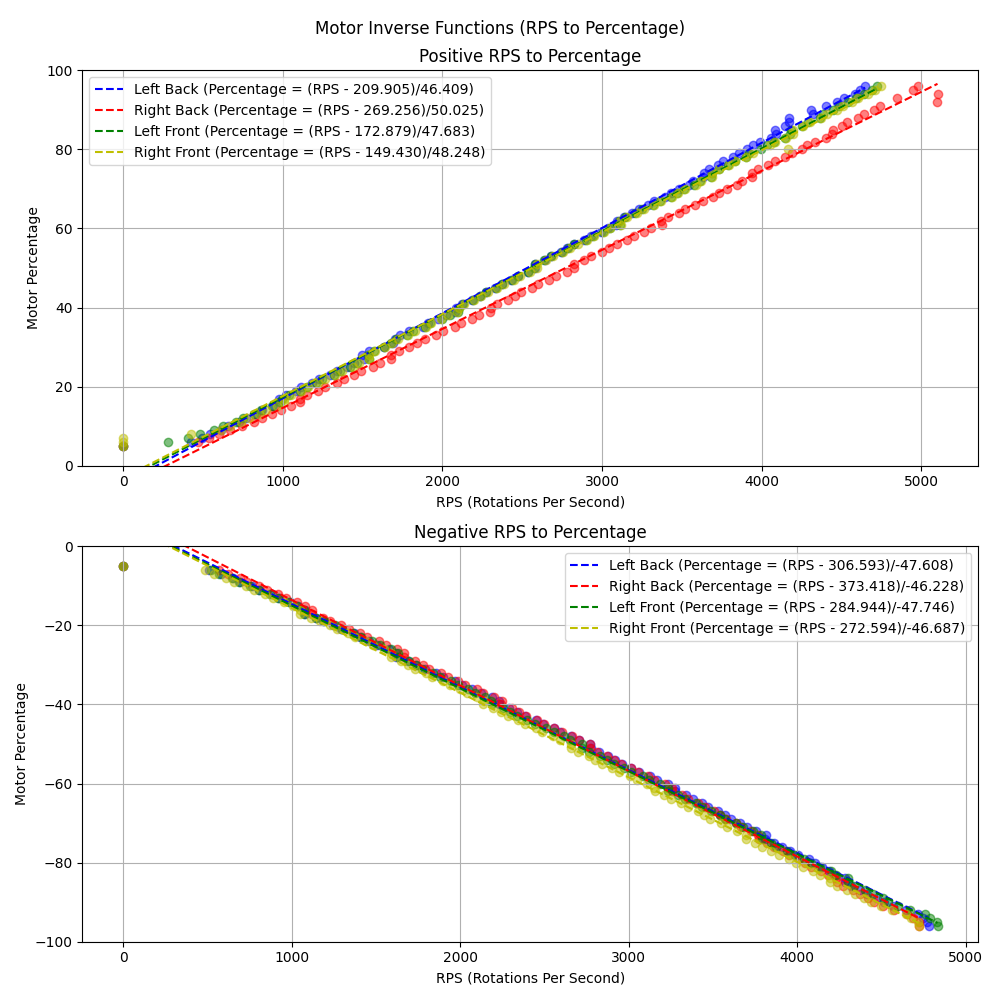 Motor Inverse Functions (RPS to Percentage)
Positive RPS to Percentage
100
80
60
40
20
0
Motor Percentage
Left Back (Percentage = (RPS - 209.905)/46.409)
Right Back (Percentage = (RPS - 269.256)/50.025)
Left Front (Percentage = (RPS - 172.879)/47.683)
Right Front (Percentage = (RPS - 149.430)/48.248)
0 1000 2000 3000 4000 5000
RPS (Rotations Per Second)
Negative RPS to Percentage
0
−20
−40
−60
−80
−100
Motor Percentage
Left Back (Percentage = (RPS - 306.593)/-47.608)
Right Back (Percentage = (RPS - 373.418)/-46.228)
Left Front (Percentage = (RPS - 284.944)/-47.746)
Right Front (Percentage = (RPS - 272.594)/-46.687)
0 1000 2000 3000 4000 5000
RPS (Rotations Per Second)